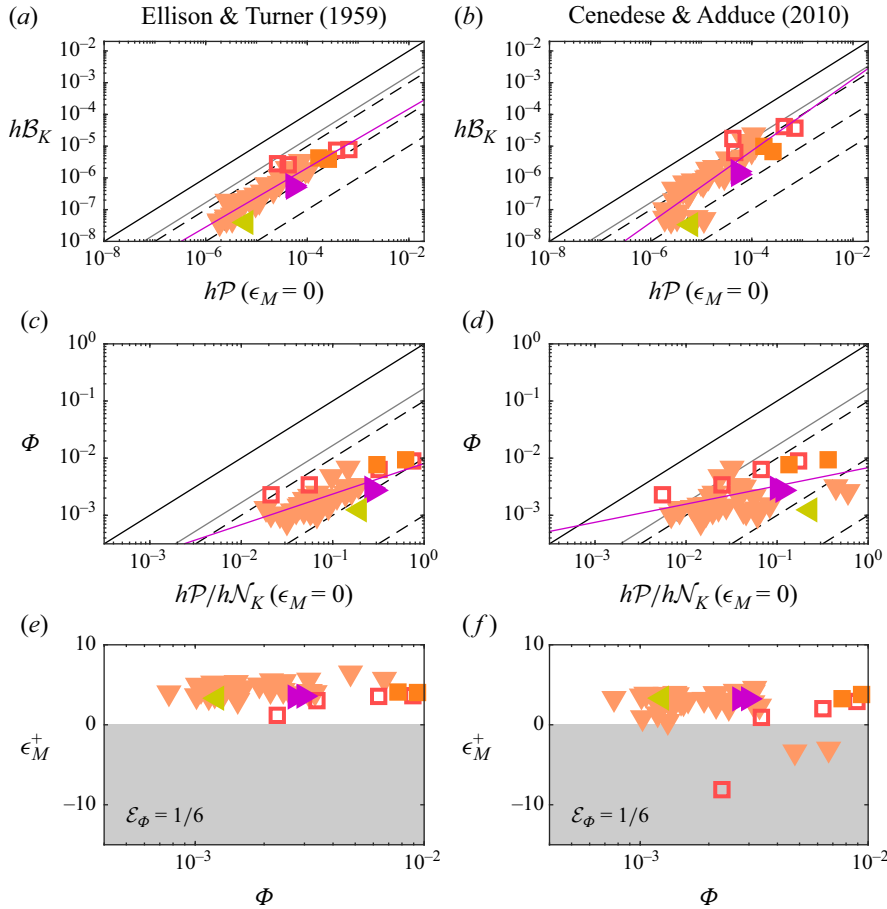 (a) Ellison & Turner (1959)
(b) Cenedese & Adduce (2010)
10⁻²
10⁻³
10⁻⁴
hℬ_K 10⁻⁵
10⁻⁶
10⁻⁷
10⁻⁸
10⁻⁸ 10⁻⁶ 10⁻⁴ 10⁻²
h𝒫 (ϵ_M = 0)
10⁻²
10⁻³
10⁻⁴
hℬ_K 10⁻⁵
10⁻⁶
10⁻⁷
10⁻⁸
10⁻⁸ 10⁻⁶ 10⁻⁴ 10⁻²
h𝒫 (ϵ_M = 0)
(c)
10⁰
10⁻¹
Φ 10⁻²
10⁻³
10⁻³ 10⁻² 10⁻¹ 10⁰
h𝒫/h𝒩_K (ϵ_M = 0)
(d)
10⁰
10⁻¹
Φ 10⁻²
10⁻³
10⁻³ 10⁻² 10⁻¹ 10⁰
h𝒫/h𝒩_K (ϵ_M = 0)
(e)
10
0
ϵ_M⁺
−10
ℰ_Φ = 1/6
10⁻³ 10⁻²
Φ
(f)
10
0
ϵ_M⁺
−10
ℰ_Φ = 1/6
10⁻³ 10⁻²
Φ